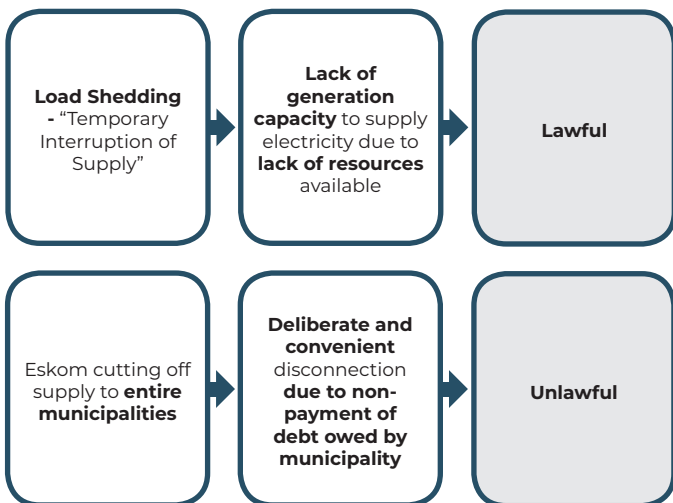 Load Shedding
- “Temporary
Interruption of
Supply”
Lack of
generation
capacity to supply
electricity due to
lack of resources
available
Lawful
Eskom cutting off
supply to entire
municipalities
Deliberate and
convenient
disconnection
due to non-
payment of
debt owed by
municipality
Unlawful